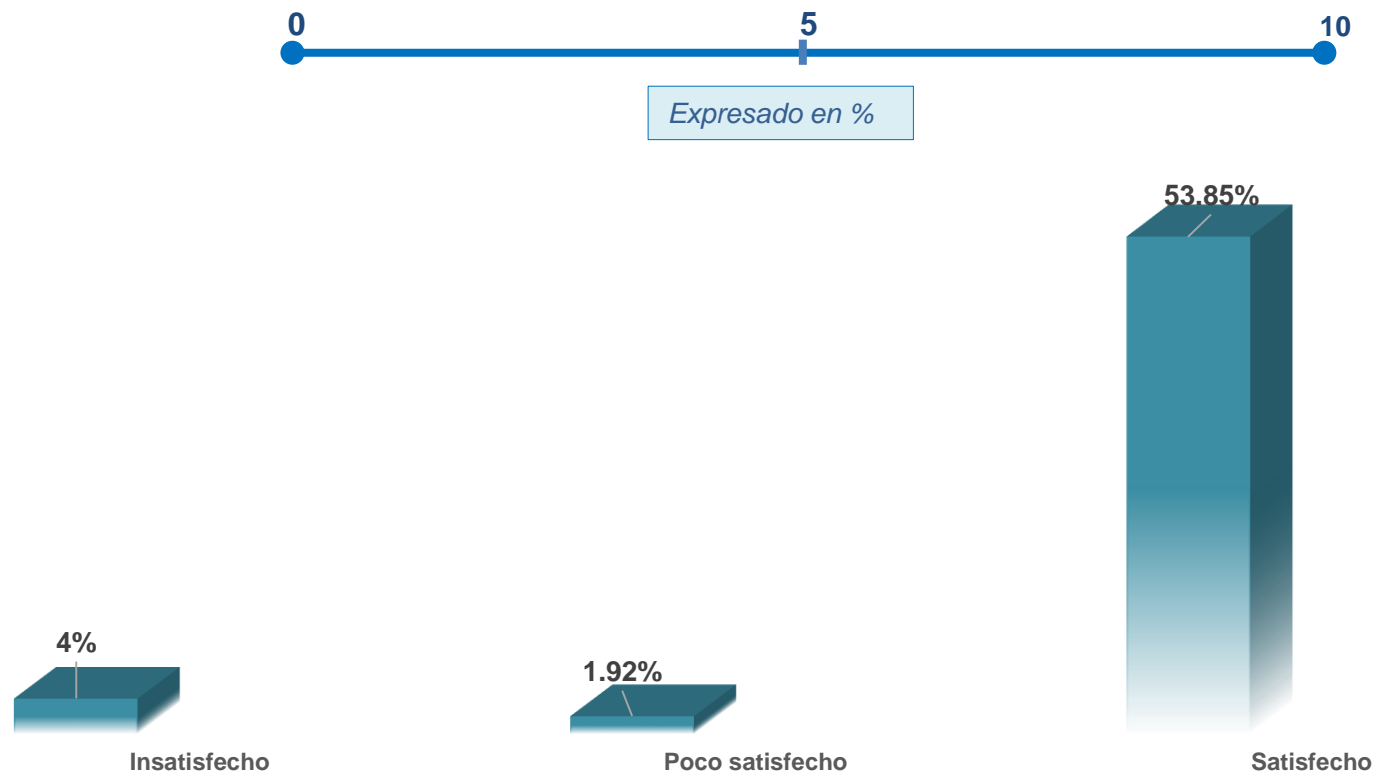 0 5 10
Expresado en %
53.85%
4%
1.92%
Insatisfecho Poco satisfecho Satisfecho